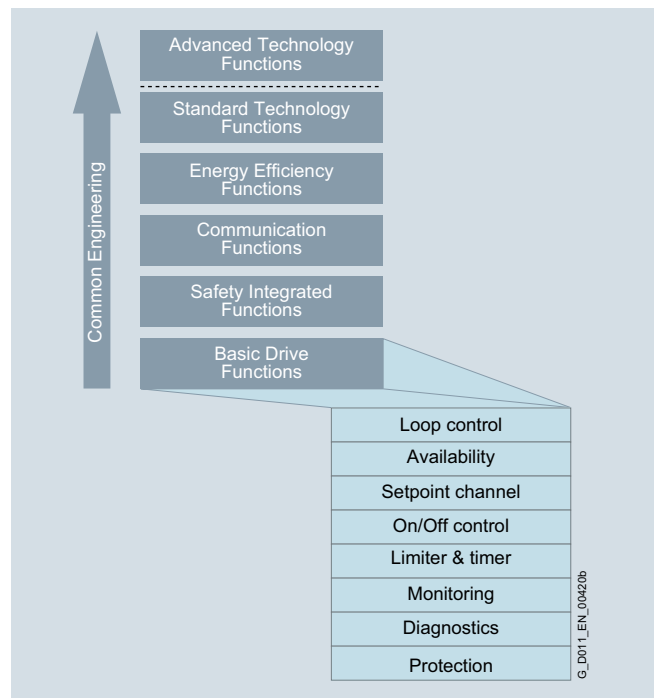 Advanced Technology
Functions
Standard Technology
Functions
Energy Efficiency
Functions
Communication
Functions
Safety Integrated
Functions
Basic Drive
Functions
Common Engineering
Loop control
Availability
Setpoint channel
On/Off control
Limiter & timer
Monitoring
Diagnostics
Protection
G_D011_EN_00420b